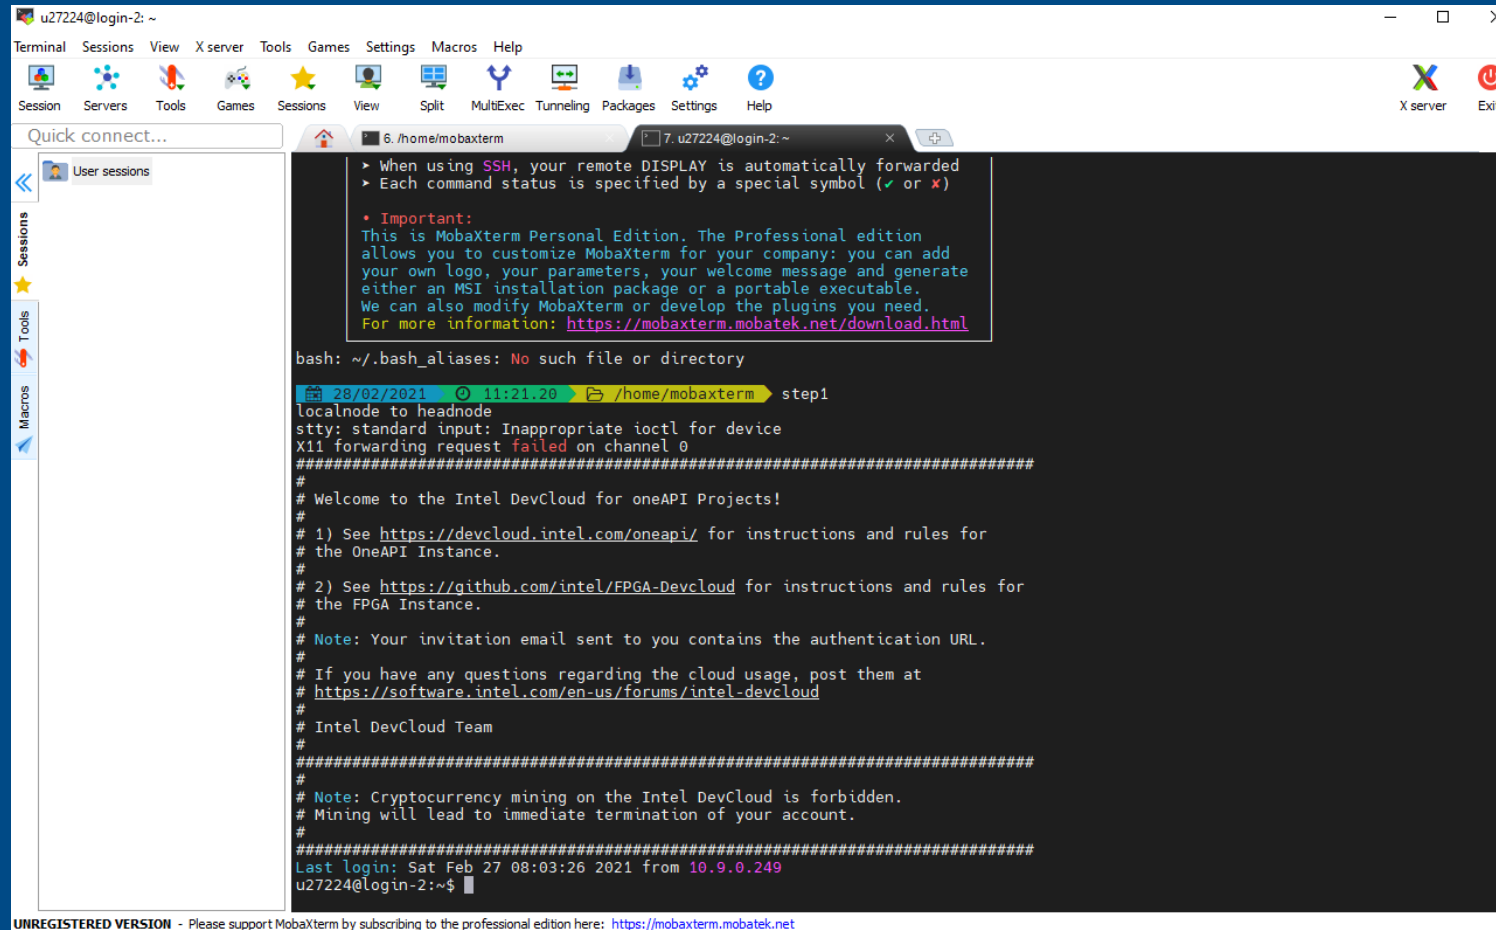 u27224@login-2: ~
Terminal Sessions View X server Tools Games Settings Macros Help
Session Servers Tools Games Sessions View Split MultiExec Tunneling Packages Settings Help X server Exi
Quick connect...
6. /home/mobaxterm
7. u27224@login-2: ~
User sessions
Sessions
Tools
Macros
➤ When using SSH, your remote DISPLAY is automatically forwarded
➤ Each command status is specified by a special symbol (✔ or ✘)
• Important:
This is MobaXterm Personal Edition. The Professional edition
allows you to customize MobaXterm for your company: you can add
your own logo, your parameters, your welcome message and generate
either an MSI installation package or a portable executable.
We can also modify MobaXterm or develop the plugins you need.
For more information: https://mobaxterm.mobatek.net/download.html
bash: ~/.bash_aliases: No such file or directory
28/02/2021 11:21.20 /home/mobaxterm step1
localnode to headnode
stty: standard input: Inappropriate ioctl for device
X11 forwarding request failed on channel 0
###############################################################################
#
# Welcome to the Intel DevCloud for oneAPI Projects!
#
# 1) See https://devcloud.intel.com/oneapi/ for instructions and rules for
# the OneAPI Instance.
#
# 2) See https://github.com/intel/FPGA-Devcloud for instructions and rules for
# the FPGA Instance.
#
# Note: Your invitation email sent to you contains the authentication URL.
#
# If you have any questions regarding the cloud usage, post them at
# https://software.intel.com/en-us/forums/intel-devcloud
#
# Intel DevCloud Team
#
###############################################################################
#
# Note: Cryptocurrency mining on the Intel DevCloud is forbidden.
# Mining will lead to immediate termination of your account.
#
###############################################################################
Last login: Sat Feb 27 08:03:26 2021 from 10.9.0.249
u27224@login-2:~$
UNREGISTERED VERSION - Please support MobaXterm by subscribing to the professional edition here: https://mobaxterm.mobatek.net